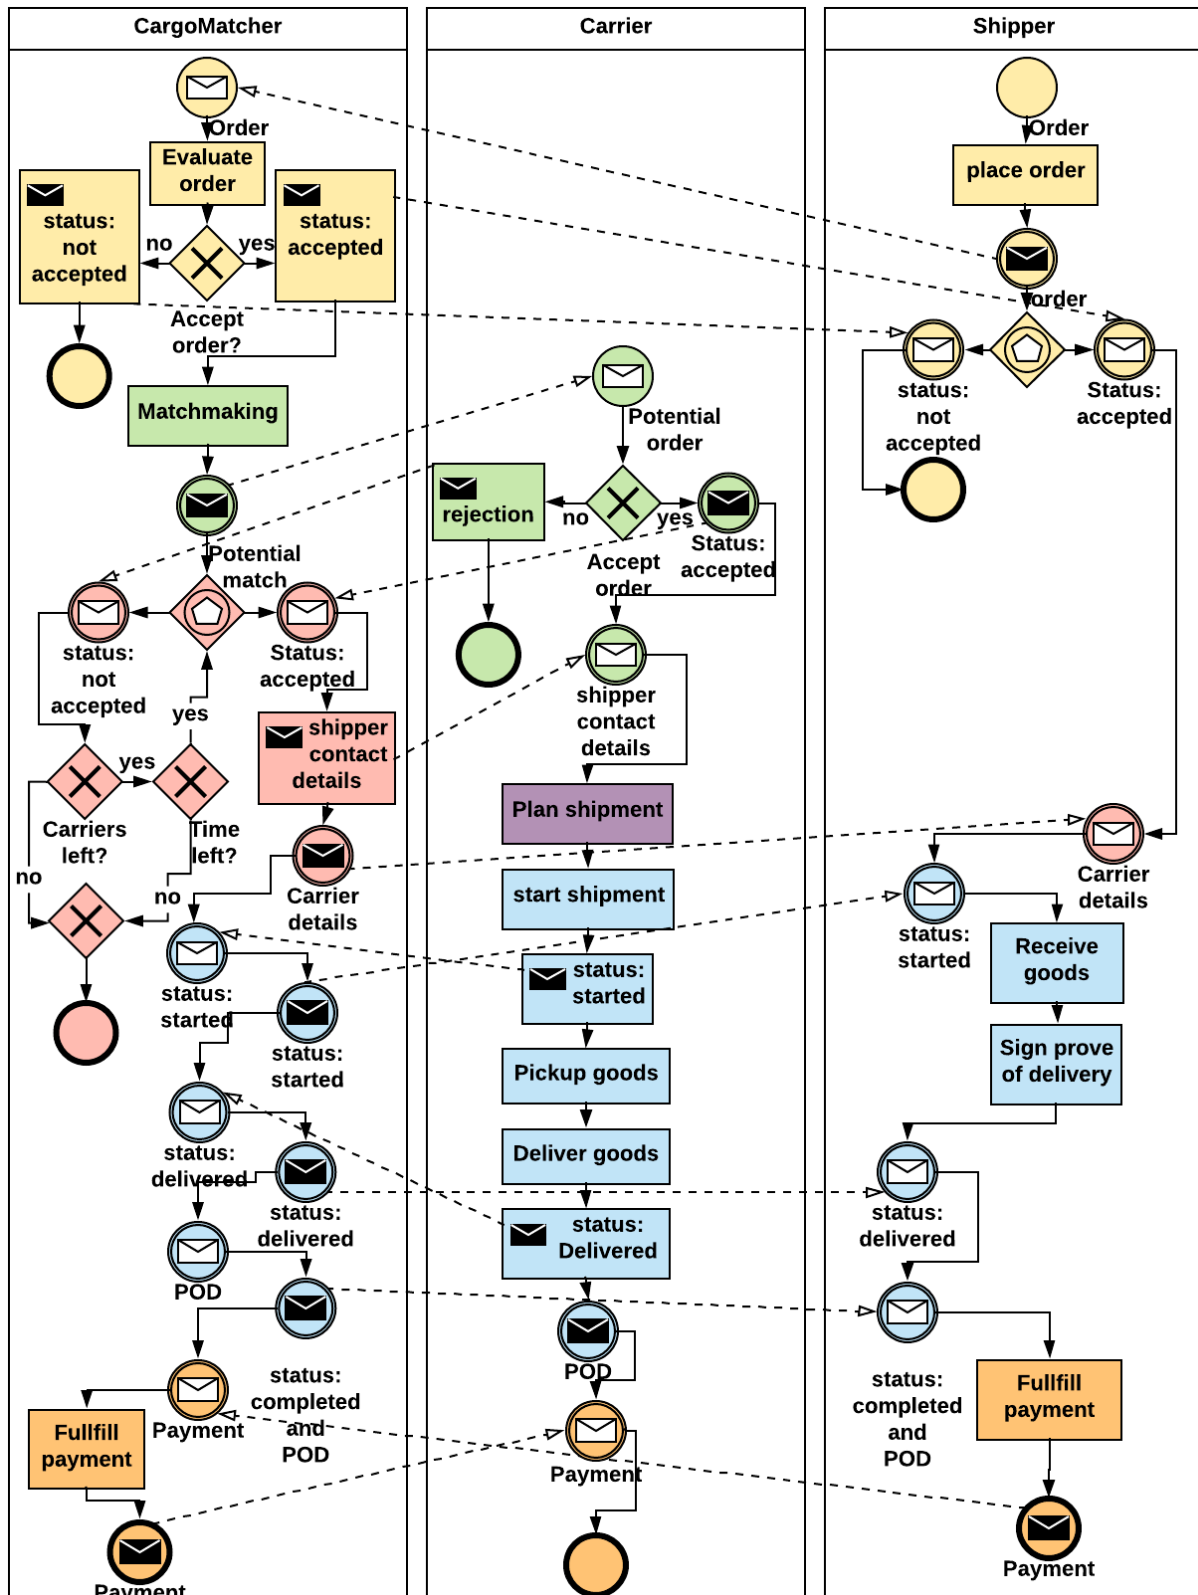 CargoMatcher
Order
Evaluate
order
status:
not
accepted
no
yes
status:
accepted
Accept
order?
Matchmaking
Potential
match
status:
not
accepted
Status:
accepted
yes
shipper
contact
details
yes
Carriers
left?
Time
left?
no
no
Carrier
details
status:
started
status:
started
status:
delivered
status:
delivered
POD
status:
completed
and
POD
Payment
Fullfill
payment
Payment
Carrier
Potential
order
rejection
no
yes
Status:
accepted
Accept
order
shipper
contact
details
Plan shipment
start shipment
status:
started
Pickup goods
Deliver goods
status:
Delivered
POD
Payment
Shipper
Order
place order
order
status:
not
accepted
Status:
accepted
Carrier
details
status:
started
Receive
goods
Sign prove
of delivery
status:
delivered
status:
completed
and
POD
Fullfill
payment
Payment